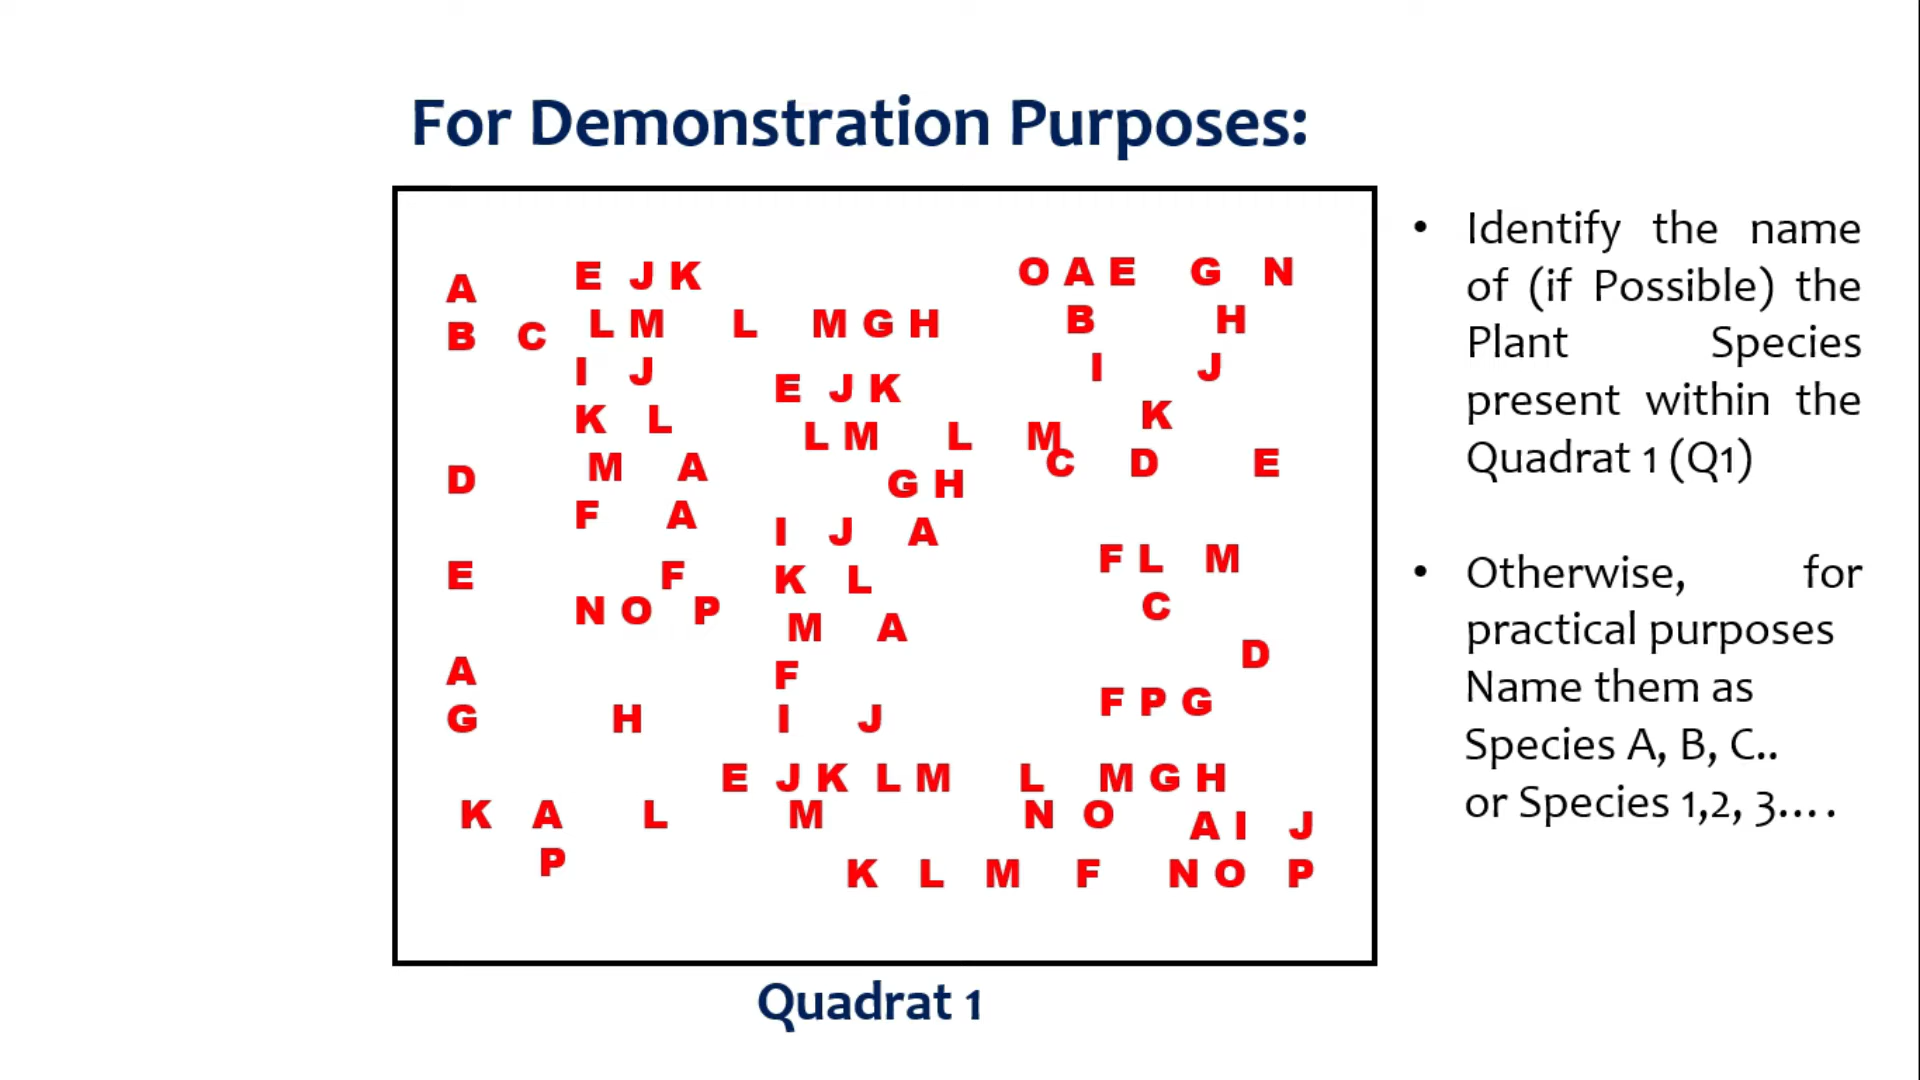 For Demonstration Purposes:
A E J K O A E G N
B C L M L M G H B H
I J E J K I J
K L L M L M K
D M A G H C D E
F A I J A
E F K L F L M
N O P M A C
A F D
G H I J F P G
E J K L M L M G H
K A L M N O A I J
P K L M F N O P
Quadrat 1
• Identify the name
of (if Possible) the
Plant Species
present within the
Quadrat 1 (Q1)
• Otherwise, for
practical purposes
Name them as
Species A, B, C..
or Species 1,2, 3….